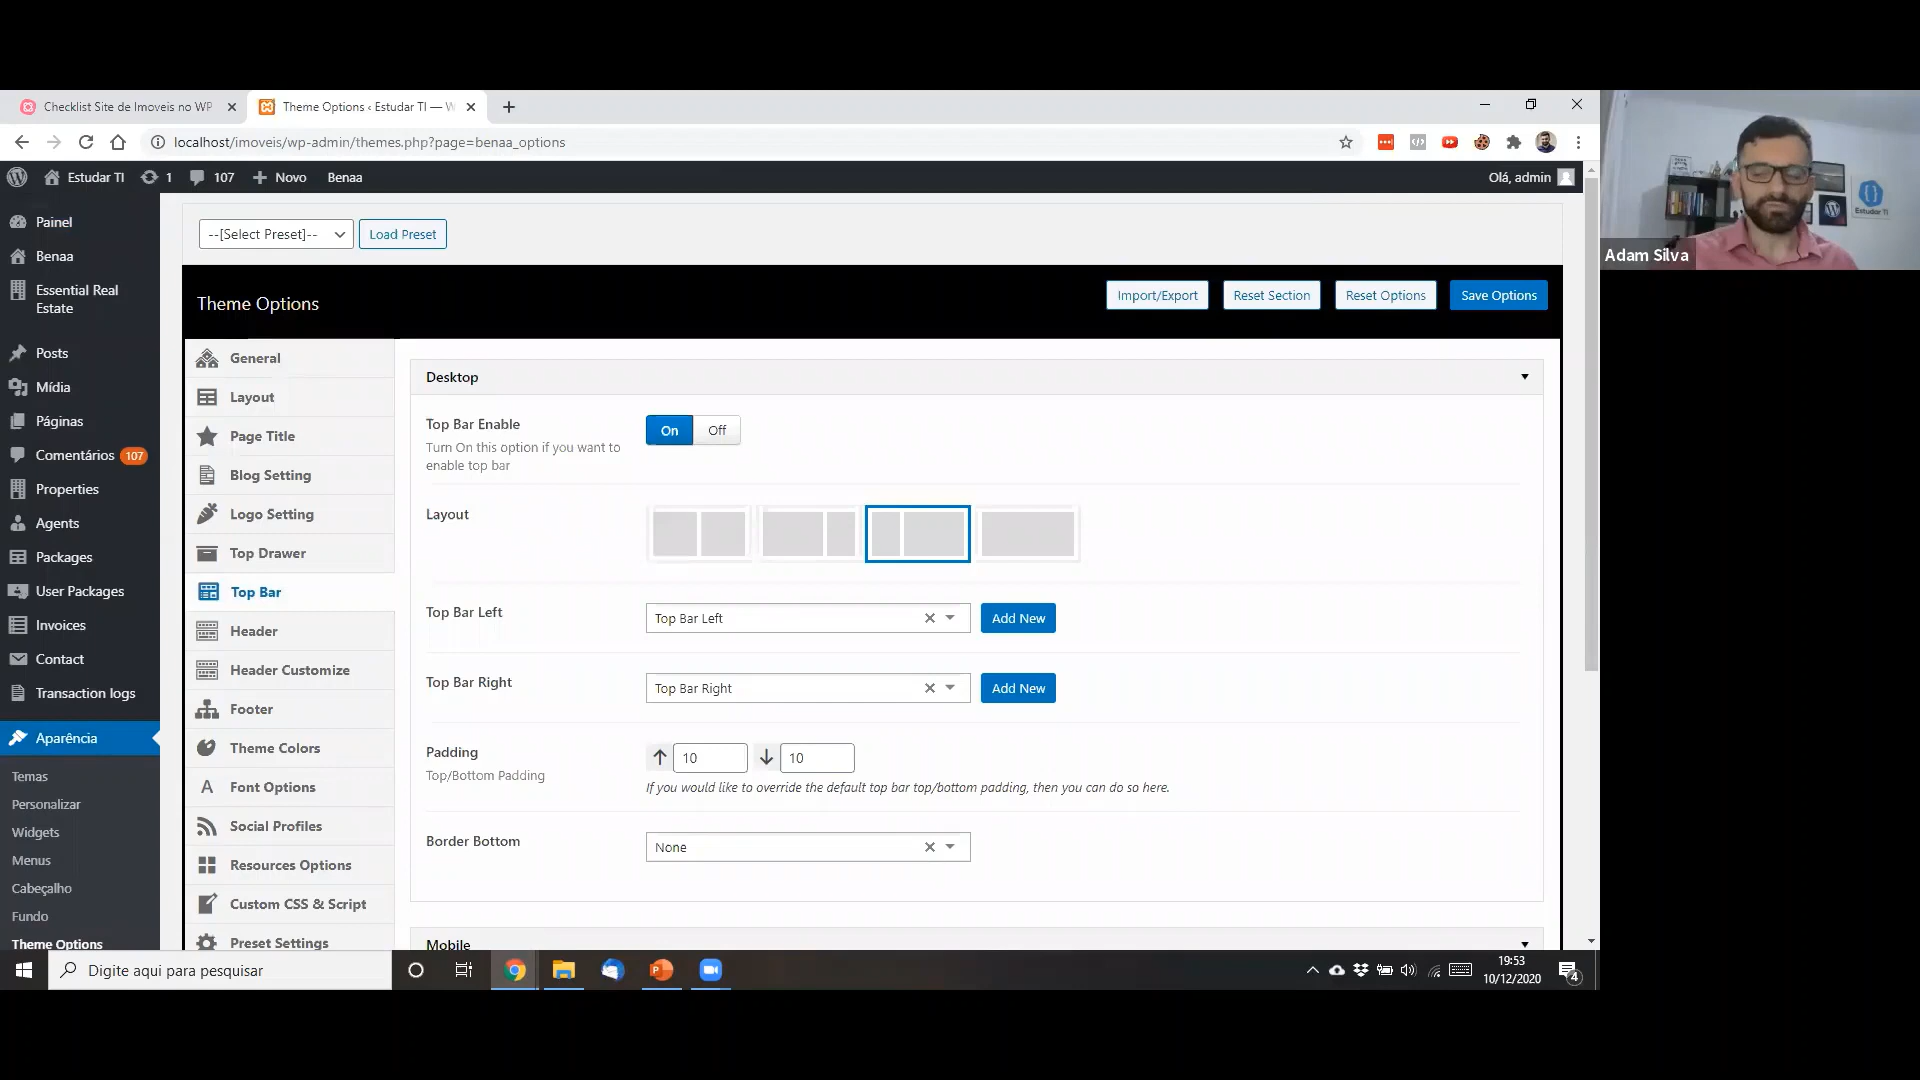 Checklist Site de Imoveis no WP
Theme Options ‹ Estudar TI — W
localhost/imoveis/wp-admin/themes.php?page=benaa_options
Estudar TI
1
107
Novo
Benaa
Olá, admin
Painel
Benaa
Essential Real
Estate
Posts
Mídia
Páginas
Comentários 107
Properties
Agents
Packages
User Packages
Invoices
Contact
Transaction logs
Aparência
Temas
Personalizar
Widgets
Menus
Cabeçalho
Fundo
Theme Options
--[Select Preset]--
Load Preset
Theme Options
Import/Export
Reset Section
Reset Options
Save Options
General
Layout
Page Title
Blog Setting
Logo Setting
Top Drawer
Top Bar
Header
Header Customize
Footer
Theme Colors
Font Options
Social Profiles
Resources Options
Custom CSS & Script
Preset Settings
Desktop
Top Bar Enable
Turn On this option if you want to
enable top bar
On
Off
Layout
Top Bar Left
Top Bar Left
Add New
Top Bar Right
Top Bar Right
Add New
Padding
Top/Bottom Padding
10
10
If you would like to override the default top bar top/bottom padding, then you can do so here.
Border Bottom
None
Mobile
Adam Silva
Estudar TI
Digite aqui para pesquisar
19:53
10/12/2020
4